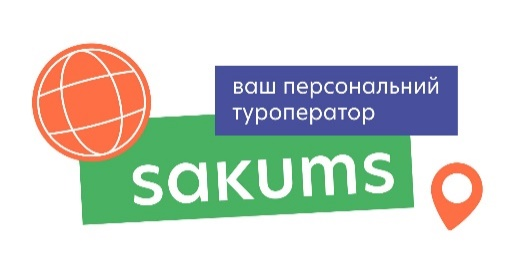 ваш персональний
туроператор
sakums